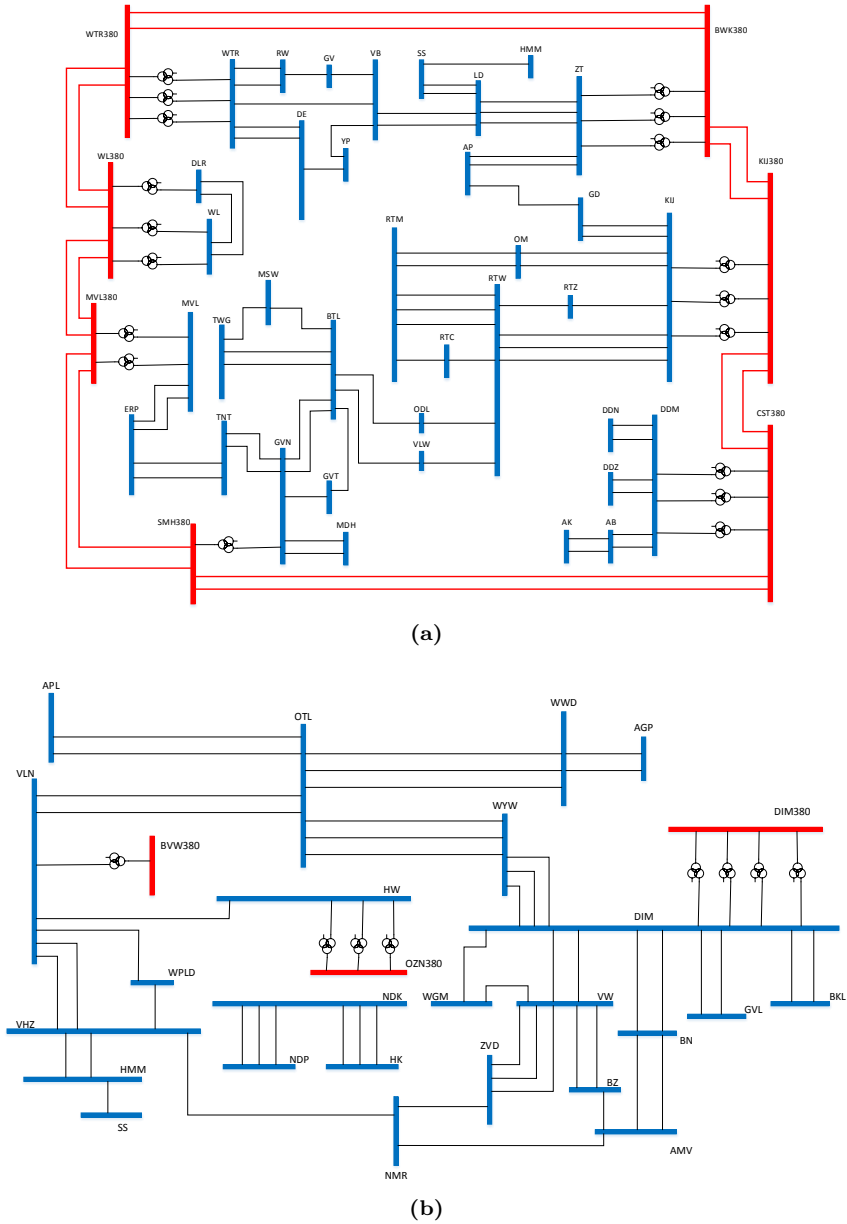 WTR380
BWK380
WTR
RW
GV
VB
SS
HMM
LD
ZT
DE
YP
AP
WL380
DLR
WL
KIJ380
GD
KIJ
RTM
OM
MSW
RTW
RTZ
MVL380
MVL
TWG
BTL
RTC
ERP
TNT
GVN
ODL
VLW
GVT
DDN
DDM
CST380
DDZ
SMH380
MDH
AK
AB
(a)
APL
OTL
WWD
AGP
VLN
BVW380
WYW
DIM380
HW
DIM
OZN380
WPLD
WGM
VW
GVL
BKL
VHZ
NDK
BN
HMM
NDP
HK
ZVD
BZ
SS
NMR
AMV
(b)